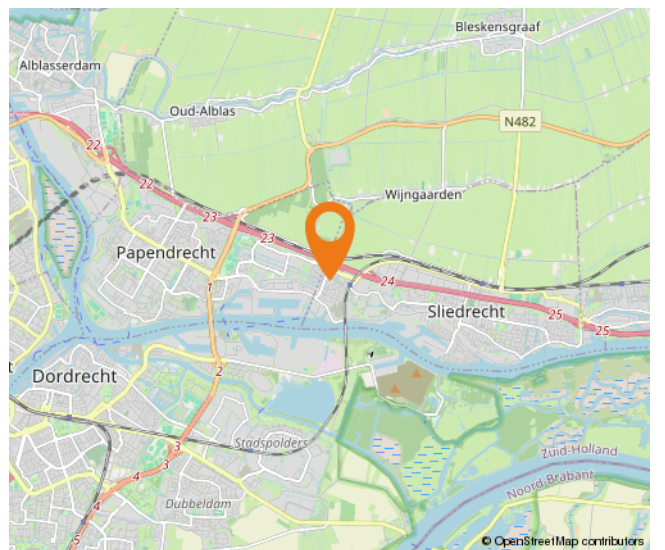 Bleskensgraaf
Alblasserdam
Oud-Alblas
N482
22
22
Wijngaarden
23
23
Papendrecht
24
1
Sliedrecht
25
25
2
Dordrecht
3
Stadspolders
3
4
4
Zuid-Holland
Noord-Brabant
Dubbeldam
5
© OpenStreetMap contributors